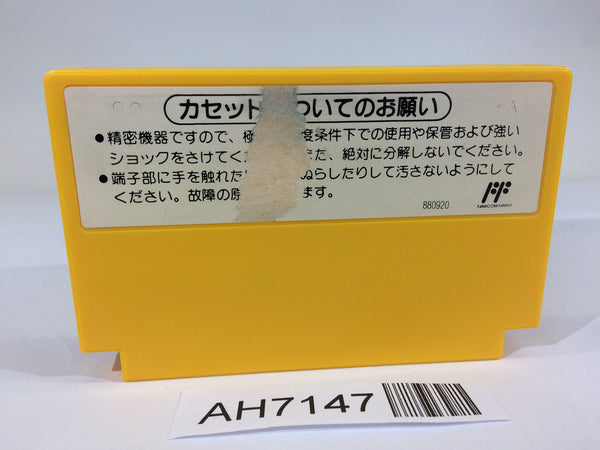 カセット ついてのお願い
●精密機器ですので、極 度条件下での使用や保管および強い
ショックをさけてく た、絶対に分解しないでください。
●端子部に手を触れた ぬらしたりして汚さないようにして
ください。故障の原 ます。
880920
AH7147